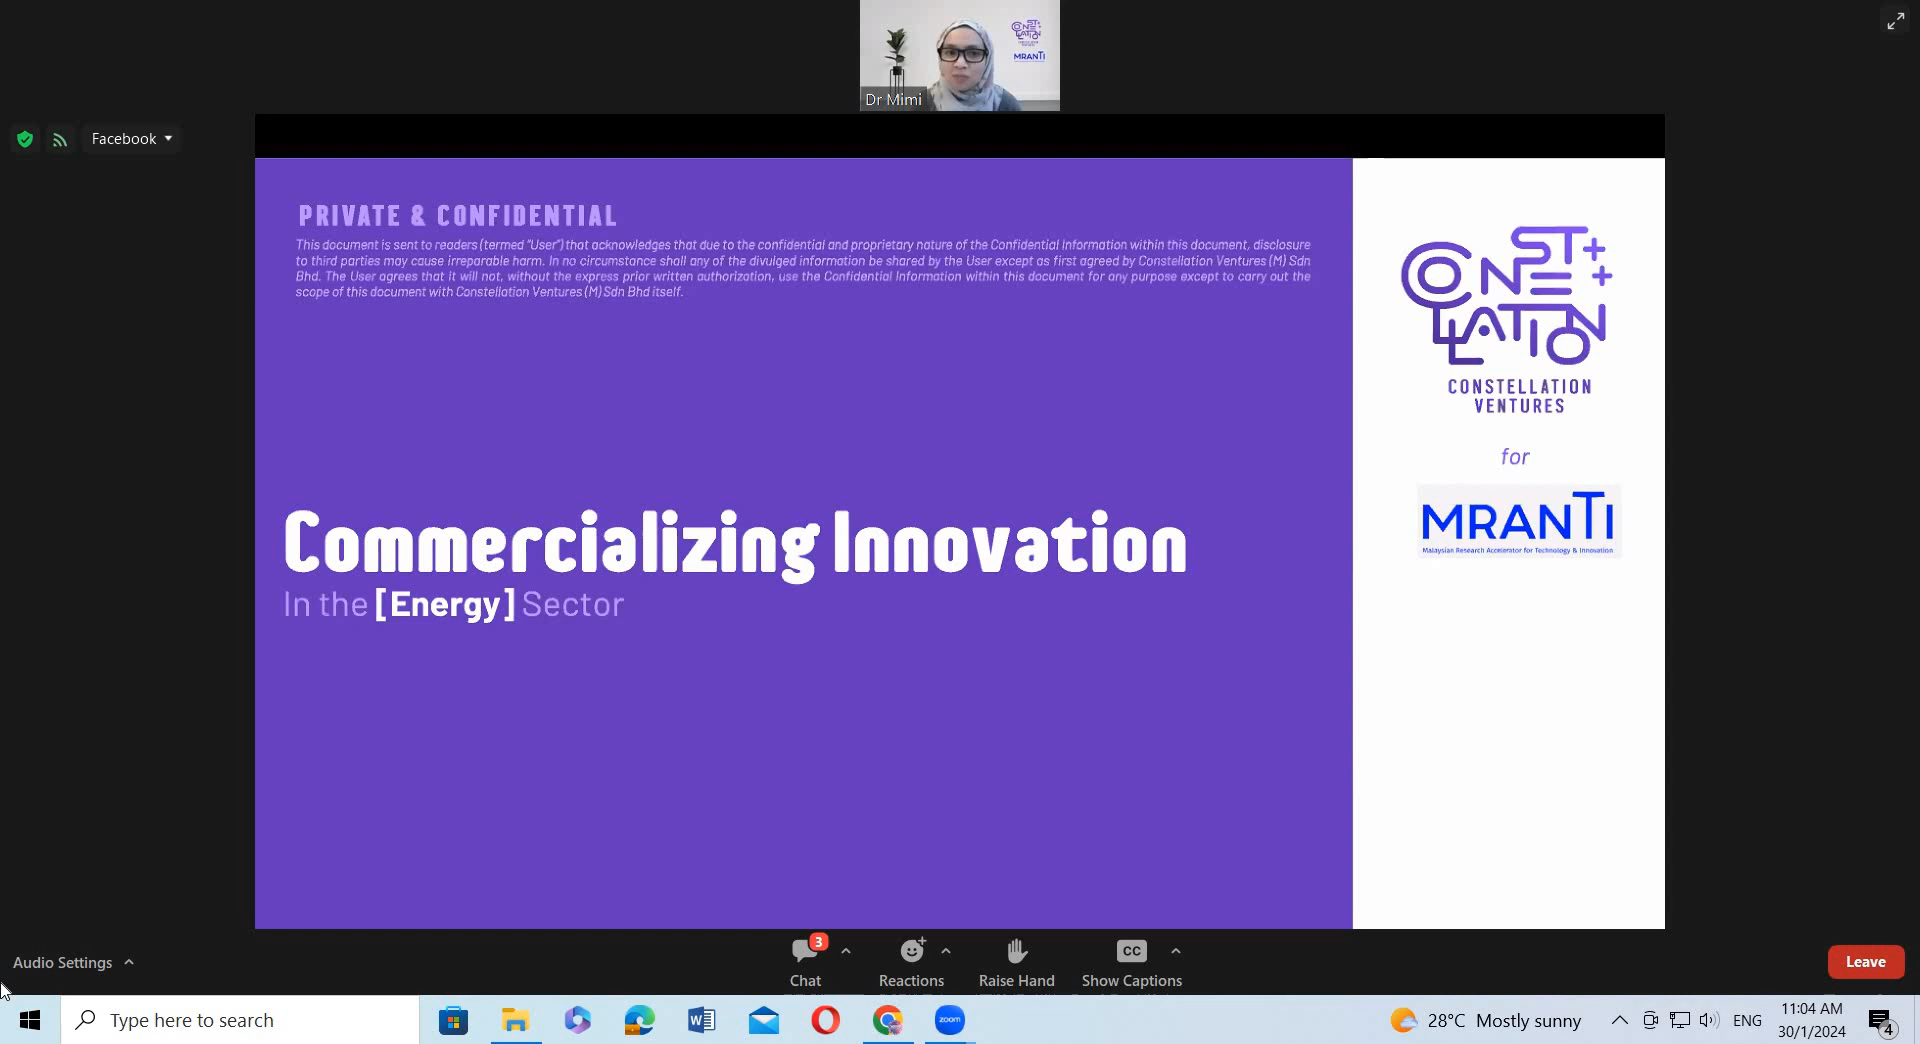 MRANTI
Dr Mimi
Facebook
PRIVATE & CONFIDENTIAL
This document is sent to readers (termed "User") that acknowledges that due to the confidential and proprietary nature of the Confidential Information within this document, disclosure
to third parties may cause irreparable harm. In no circumstance shall any of the divulged information be shared by the User except as first agreed by Constellation Ventures (M) Sdn
Bhd. The User agrees that it will not, without the express prior written authorization, use the Confidential Information within this document for any purpose except to carry out the
scope of this document with Constellation Ventures (M) Sdn Bhd itself.
CONSTELLATION
CONSTELLATION
VENTURES
for
MRANTI
Malaysian Research Accelerator for Technology & Innovation
Commercializing Innovation
In the [Energy] Sector
Audio Settings
3
Chat
Reactions
Raise Hand
CC
Show Captions
Leave
Type here to search
W
zoom
28°C Mostly sunny
ENG
11:04 AM
30/1/2024
4